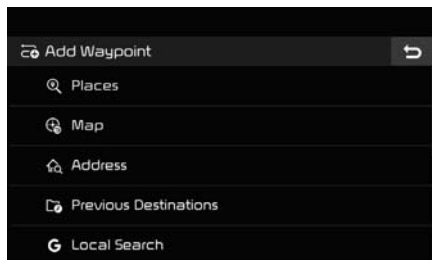 Add Waypoint
Places
Map
Address
Previous Destinations
G Local Search